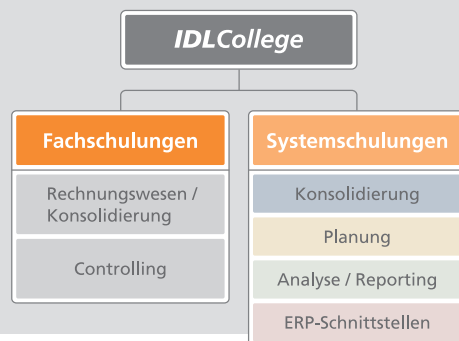 IDLCollege
Fachschulungen
Rechnungswesen /
Konsolidierung
Controlling
Systemschulungen
Konsolidierung
Planung
Analyse / Reporting
ERP-Schnittstellen